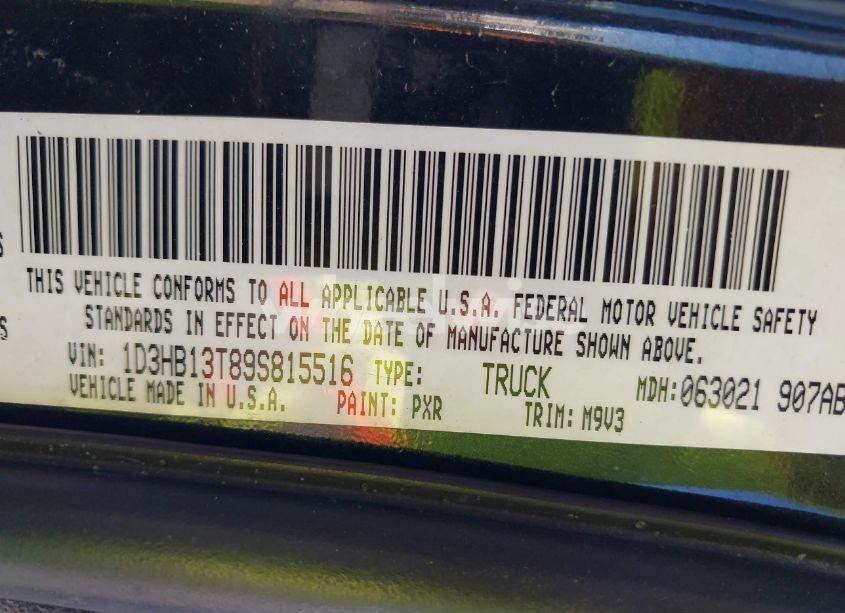 THIS VEHICLE CONFORMS TO ALL APPLICABLE U.S.A. FEDERAL MOTOR VEHICLE SAFETY
STANDARDS IN EFFECT ON THE DATE OF MANUFACTURE SHOWN ABOVE.
VIN: 1D3HB13T89S815516 TYPE: TRUCK MDH:063021 907AB
VEHICLE MADE IN U.S.A. PAINT: PXR TRIM: M9V3